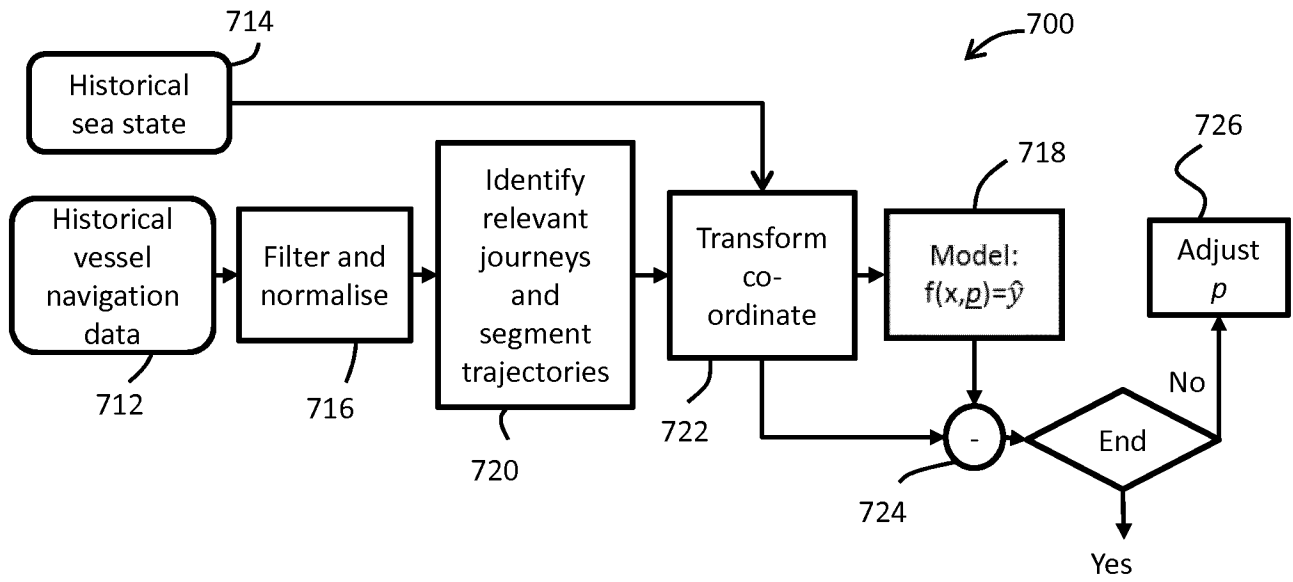 714
700
Historical
sea state
726
718
Identify
relevant
journeys
and
segment
trajectories
Historical
vessel
navigation
data
Filter and
normalise
Transform
co-
ordinate
Model:
f(x,p)=ŷ
Adjust
p
No
712
716
722
720
-
End
724
Yes